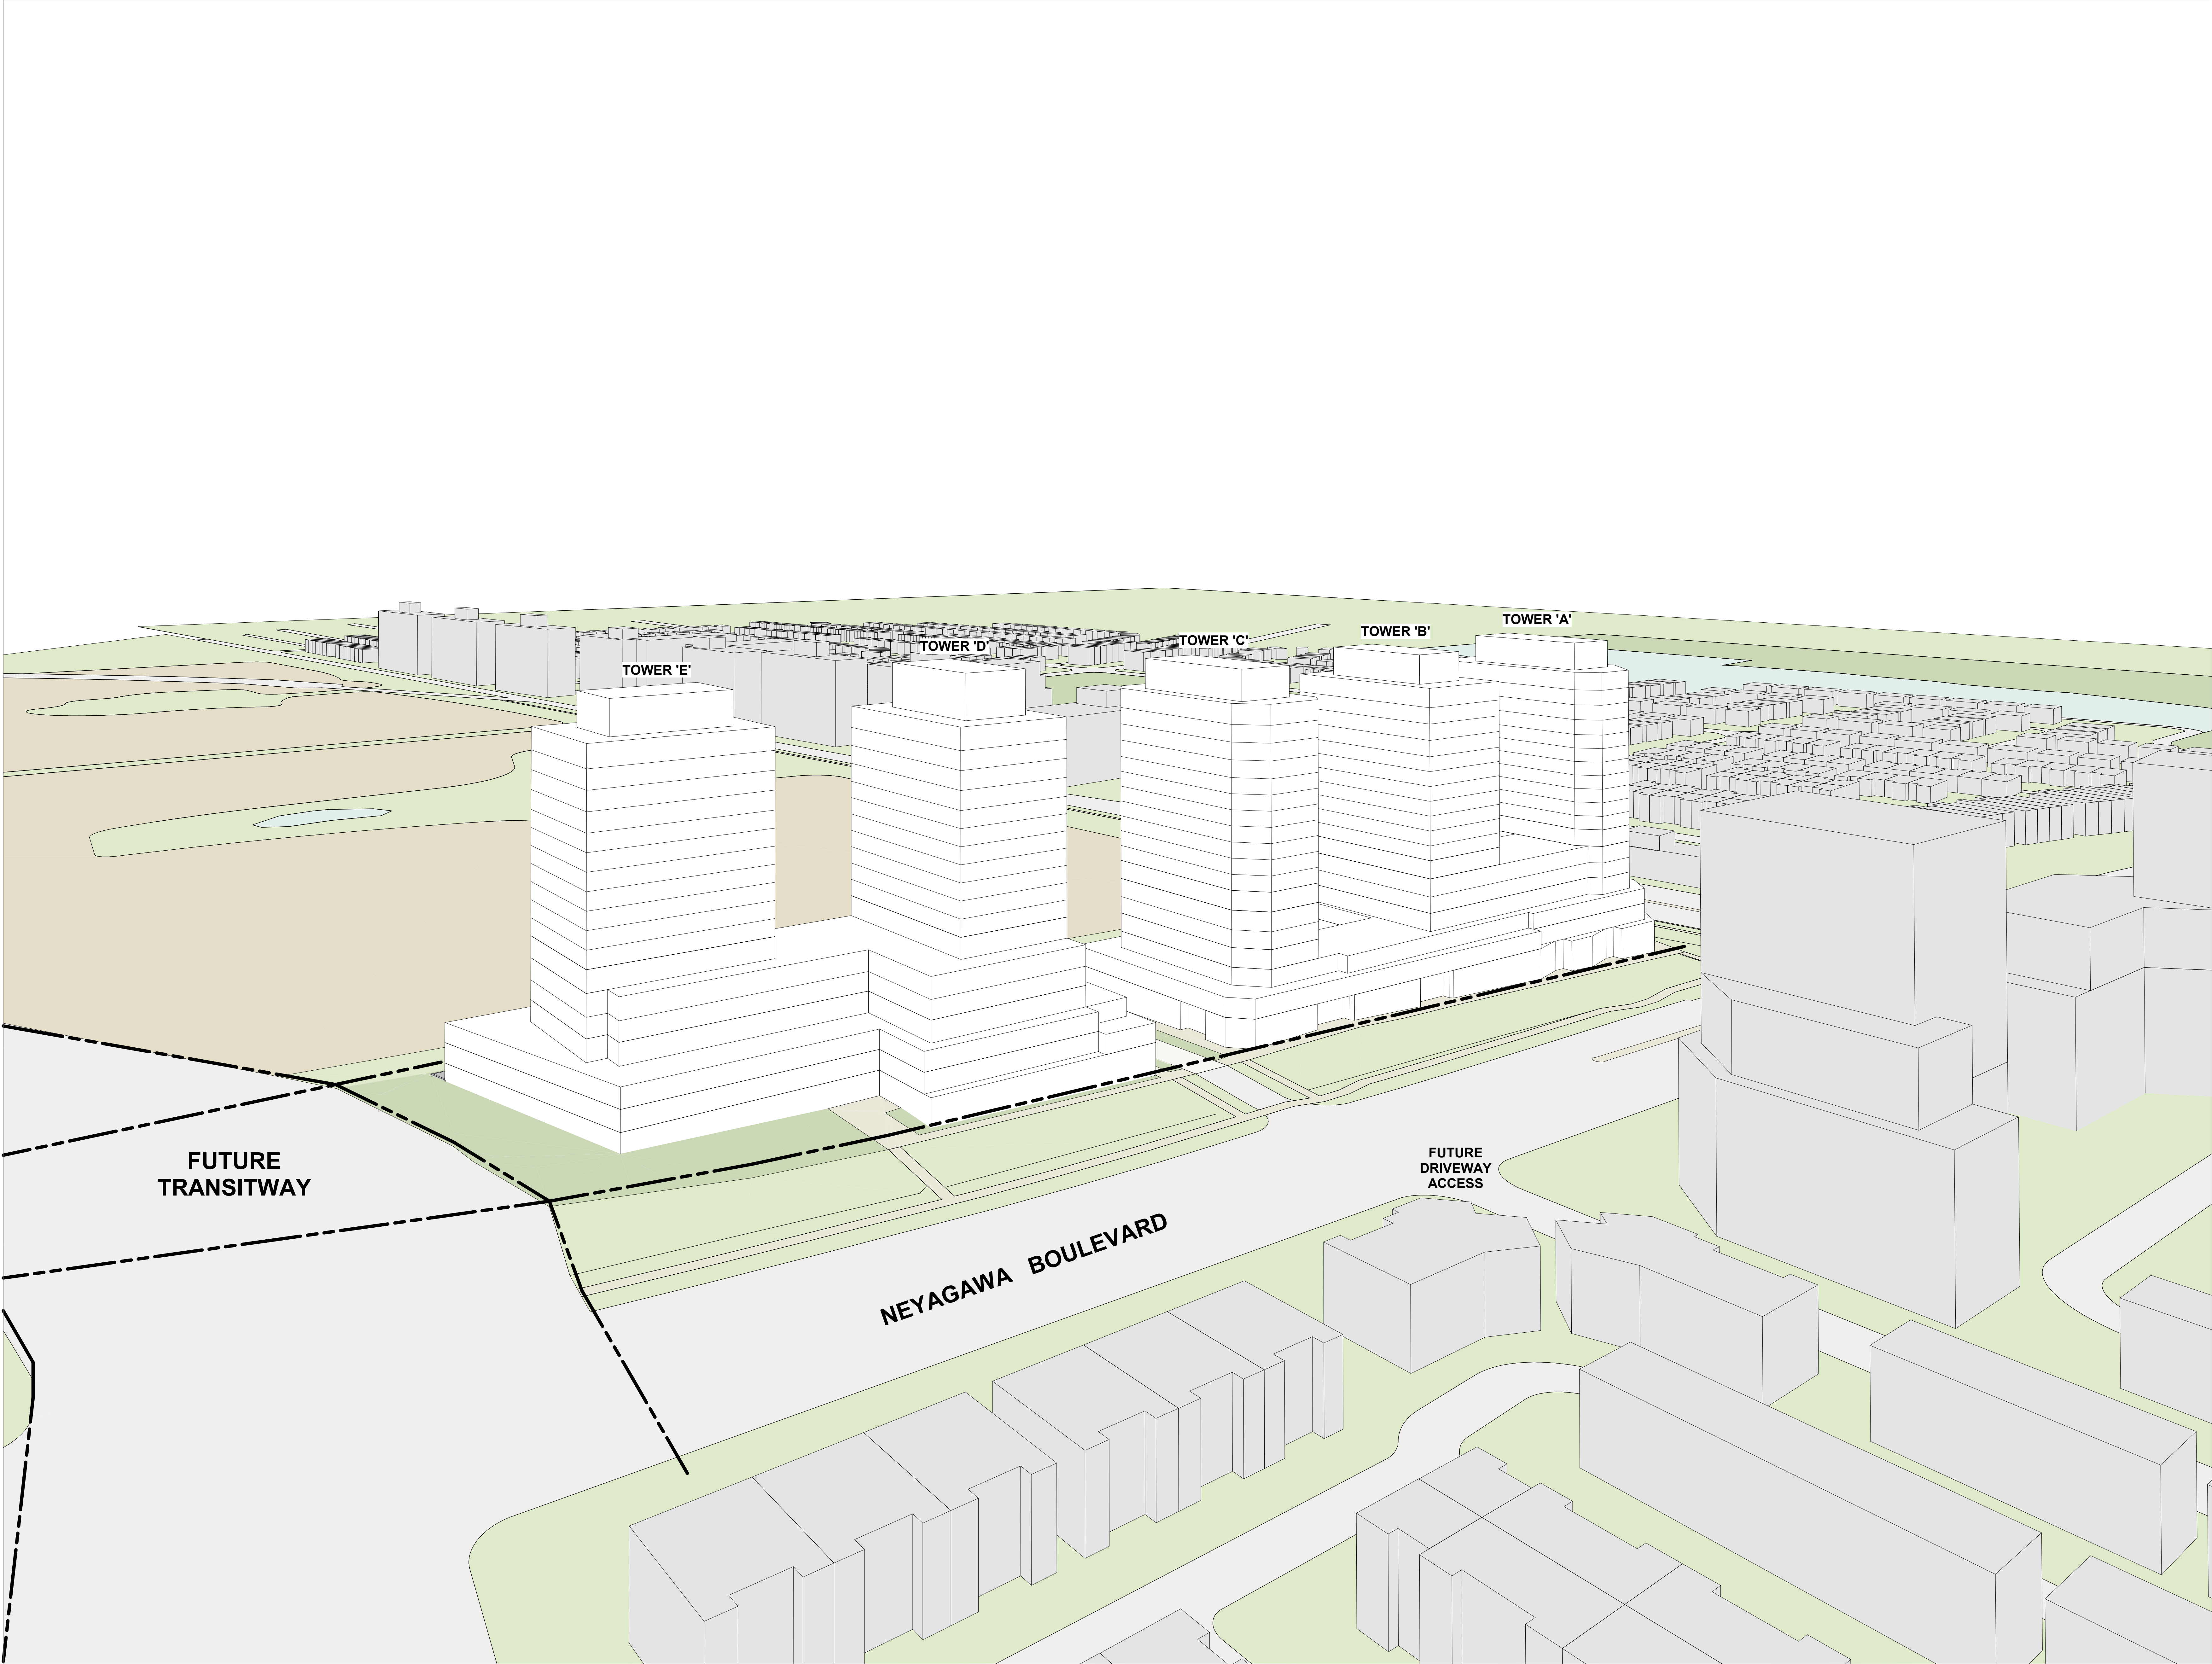 TOWER 'A'
TOWER 'B'
TOWER 'C'
TOWER 'D'
TOWER 'E'
FUTURE
DRIVEWAY
ACCESS
FUTURE
TRANSITWAY
NEYAGAWA BOULEVARD